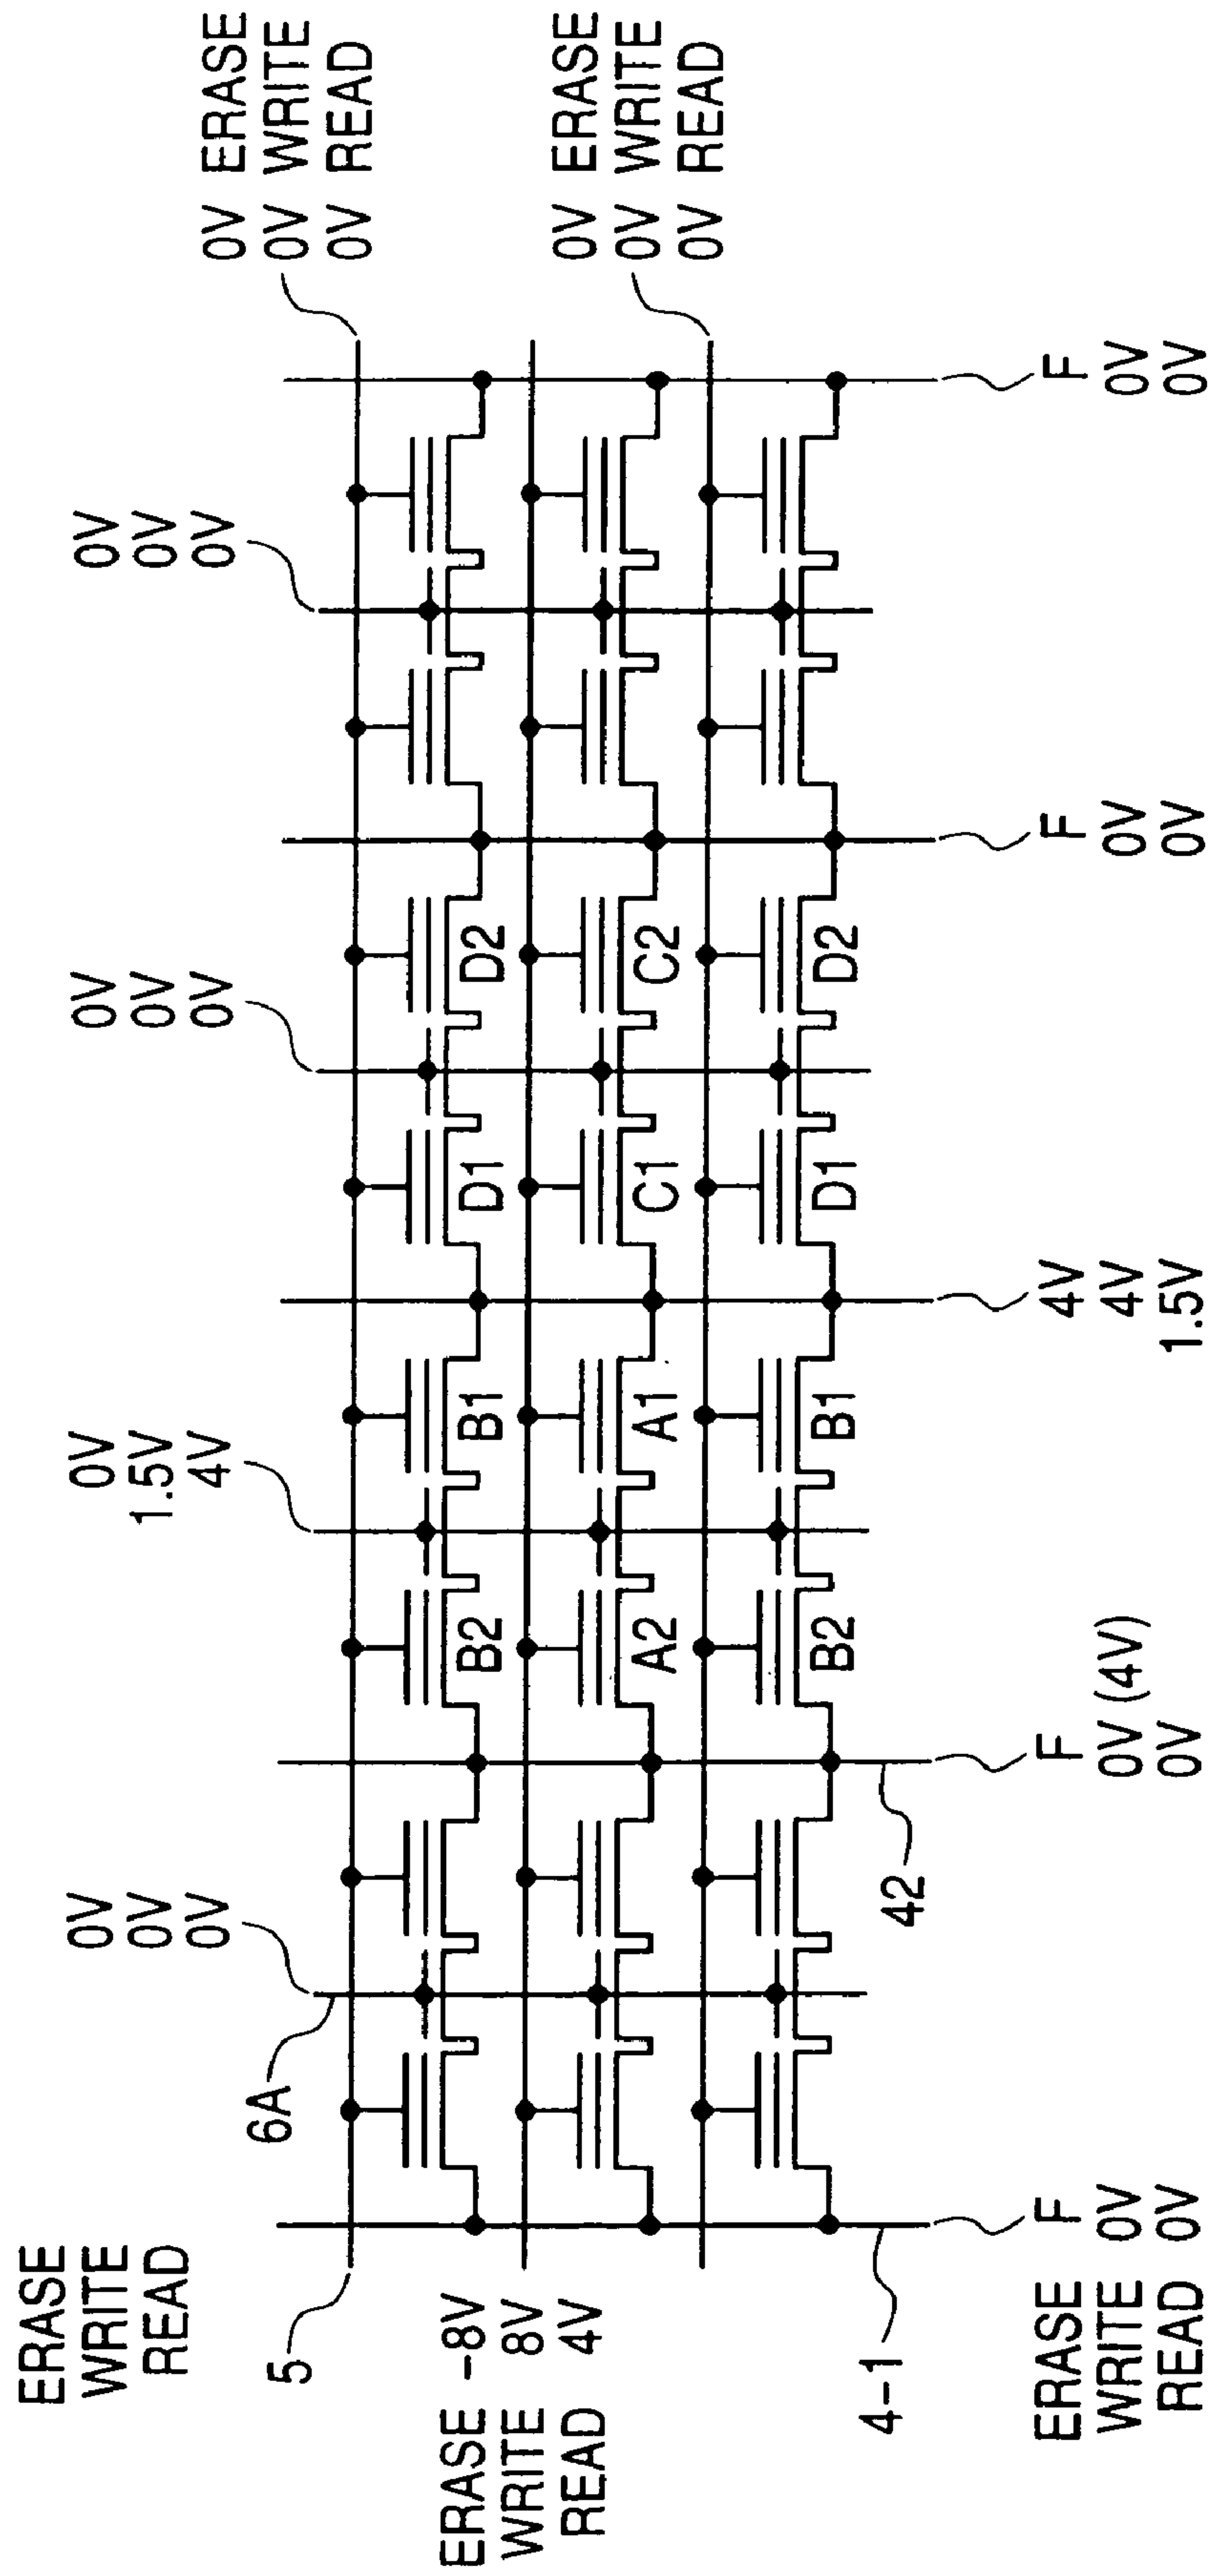 ERASE 0V 0V 0V 0V
WRITE 0V 1.5V 0V 0V
READ 0V 4V 0V 0V
0V ERASE
0V WRITE
0V READ
6A
5
B2 B1 D1 D2
ERASE -8V
WRITE 8V
READ 4V
A2 A1 C1 C2
0V ERASE
0V WRITE
0V READ
B2 B1 D1 D2
4-1
42
ERASE F F 4V F F
WRITE 0V 0V (4V) 4V 0V 0V
READ 0V 0V 1.5V 0V 0V